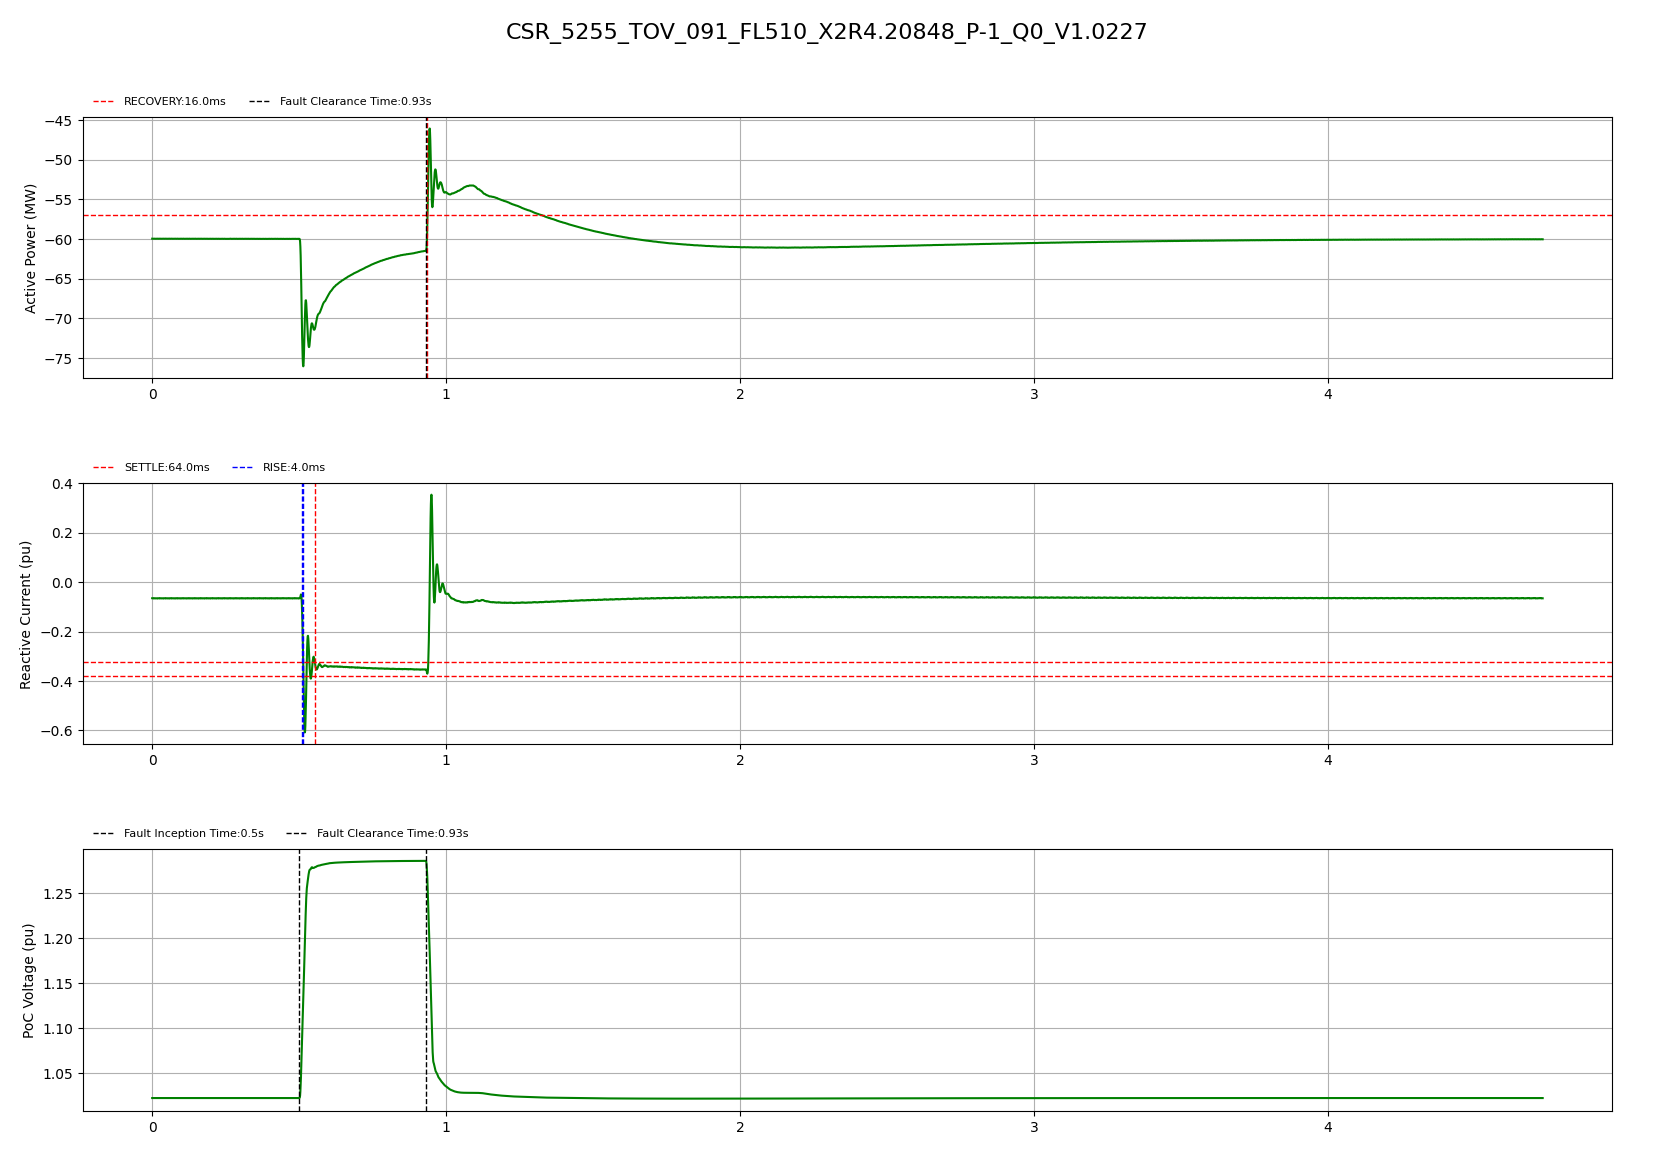 CSR_5255_TOV_091_FL510_X2R4.20848_P-1_Q0_V1.0227
RECOVERY:16.0ms Fault Clearance Time:0.93s
Active Power (MW)
−45
−50
−55
−60
−65
−70
−75
0 1 2 3 4
SETTLE:64.0ms RISE:4.0ms
Reactive Current (pu)
0.4
0.2
0.0
−0.2
−0.4
−0.6
0 1 2 3 4
Fault Inception Time:0.5s Fault Clearance Time:0.93s
PoC Voltage (pu)
1.25
1.20
1.15
1.10
1.05
0 1 2 3 4